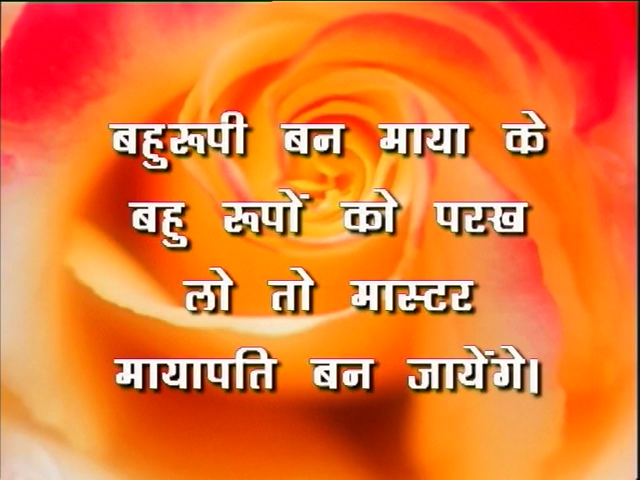 बहुरूपी बन माया के
बहु रूपों को परख
लो तो मास्टर
मायापति बन जायेंगे।